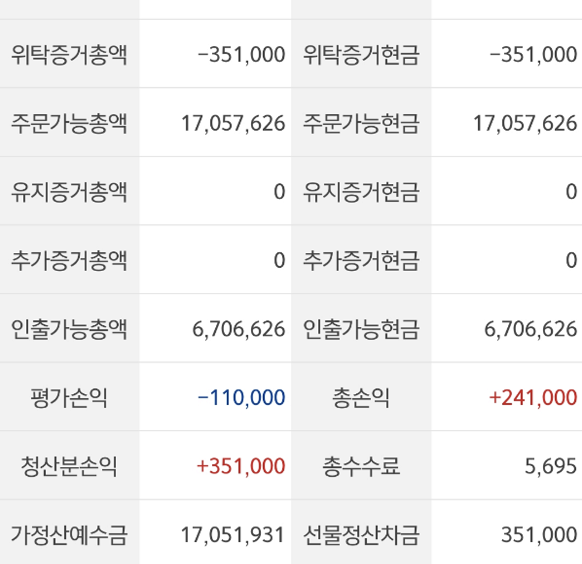 위탁증거총액 -351,000 위탁증거현금 -351,000
주문가능총액 17,057,626 주문가능현금 17,057,626
유지증거총액 0 유지증거현금 0
추가증거총액 0 추가증거현금 0
인출가능총액 6,706,626 인출가능현금 6,706,626
평가손익 -110,000 총손익 +241,000
청산분손익 +351,000 총수수료 5,695
가정산예수금 17,051,931 선물정산차금 351,000